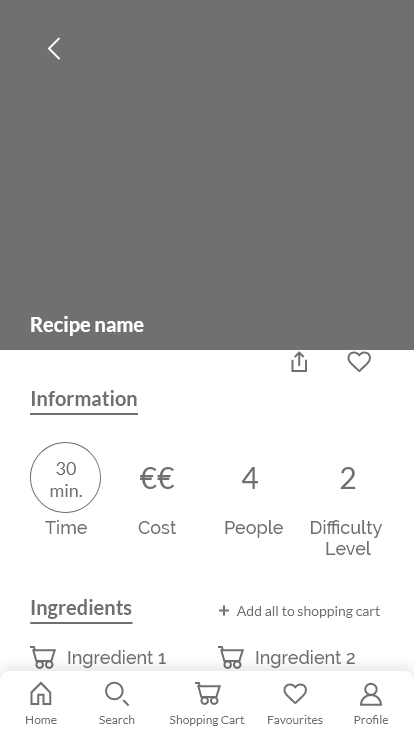 Recipe name
Information
30
min.
€€
4
2
Time
Cost
People
Difficulty
Level
Ingredients
+ Add all to shopping cart
Ingredient 1
Ingredient 2
Home
Search
Shopping Cart
Favourites
Profile